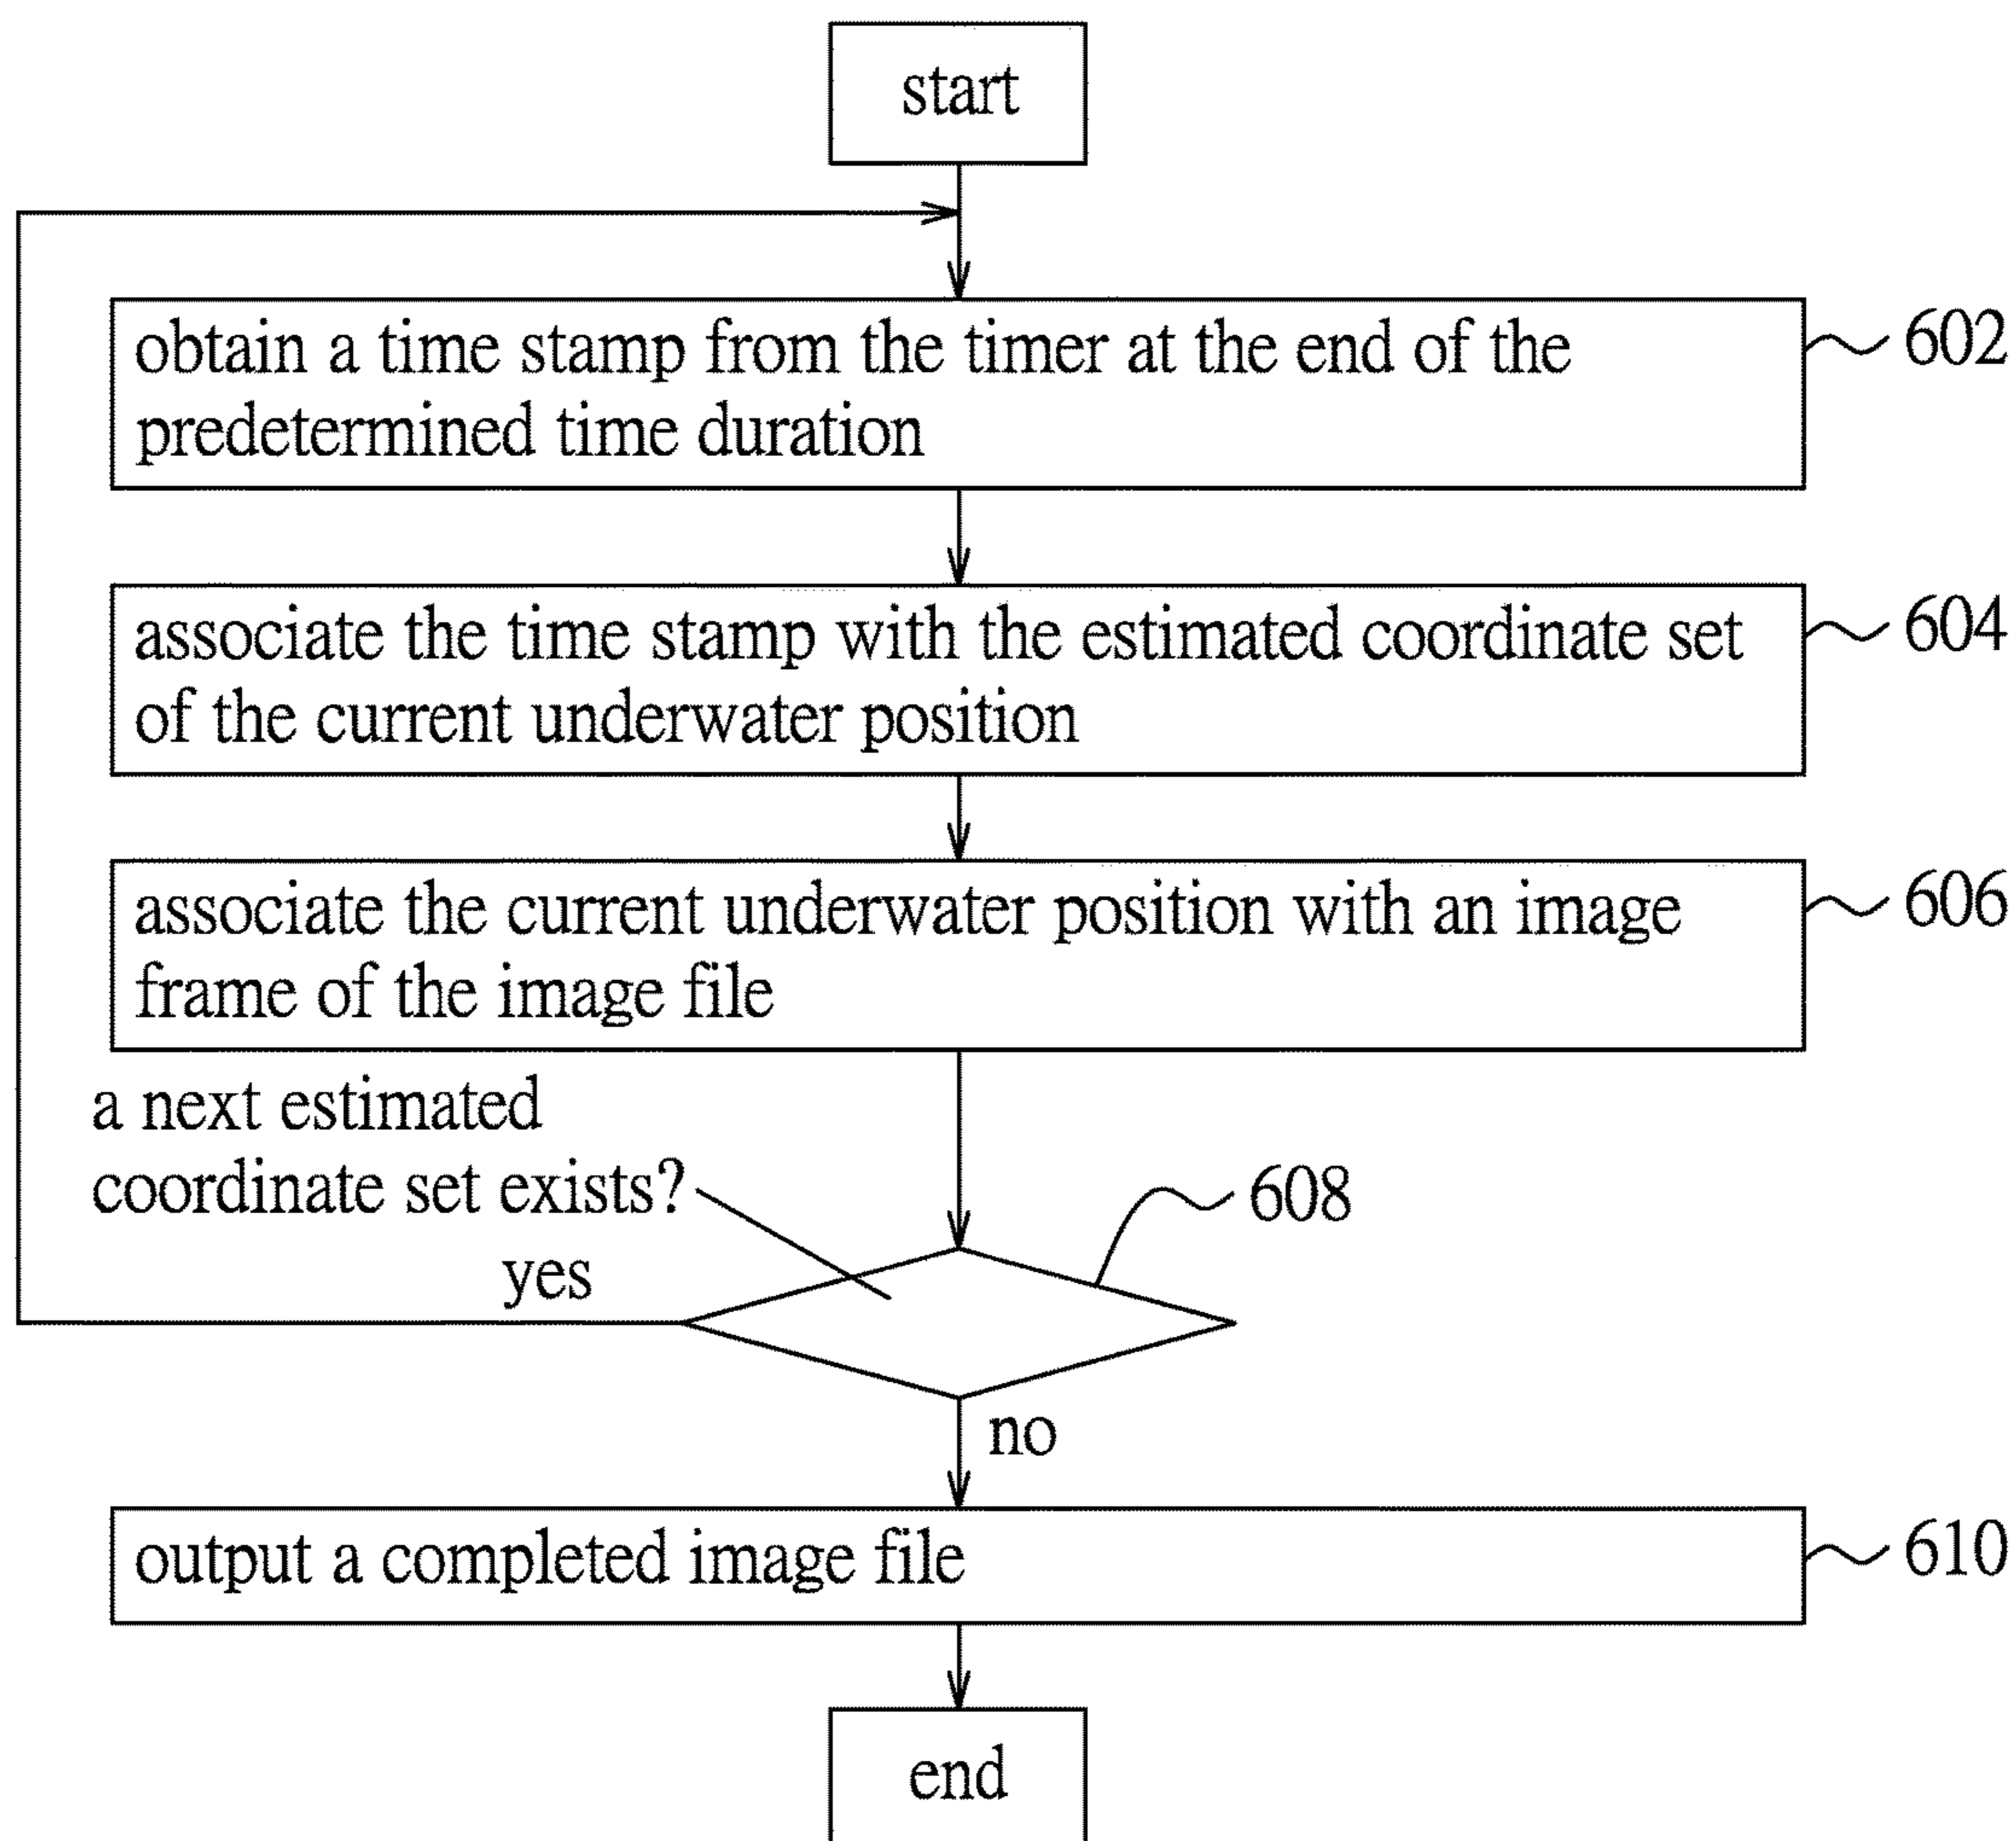 start
obtain a time stamp from the timer at the end of the
predetermined time duration
602
associate the time stamp with the estimated coordinate set
of the current underwater position
604
associate the current underwater position with an image
frame of the image file
606
a next estimated
coordinate set exists?
608
yes
no
output a completed image file
610
end